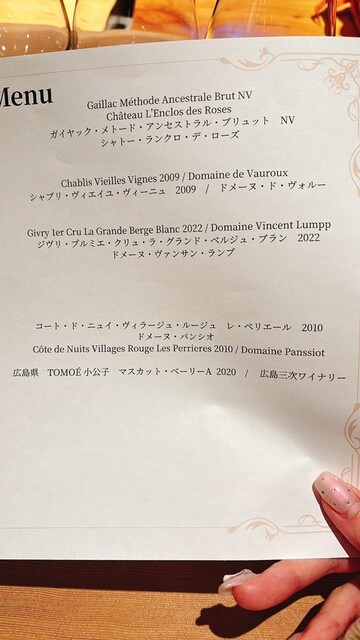 Menu
Gaillac Méthode Ancestrale Brut NV
Château L'Enclos des Roses
ガイヤック・メトード・アンセストラル・ブリュット　NV
シャトー・ランクロ・デ・ローズ
Chablis Vieilles Vignes 2009 / Domaine de Vauroux
シャブリ・ヴィエイユ・ヴィーニュ　2009　/　ドメーヌ・ド・ヴォルー
Givry 1er Cru La Grande Berge Blanc 2022 / Domaine Vincent Lumpp
ジヴリ・プルミエ・クリュ・ラ・グランド・ベルジュ・ブラン　2022
ドメーヌ・ヴァンサン・ランプ
コート・ド・ニュイ・ヴィラージュ・ルージュ　レ・ペリエール　2010
ドメーヌ・パンシオ
Côte de Nuits Villages Rouge Les Perrieres 2010 / Domaine Panssiot
広島県　TOMOÉ 小公子　マスカット・ベーリーA 2020　/　広島三次ワイナリー